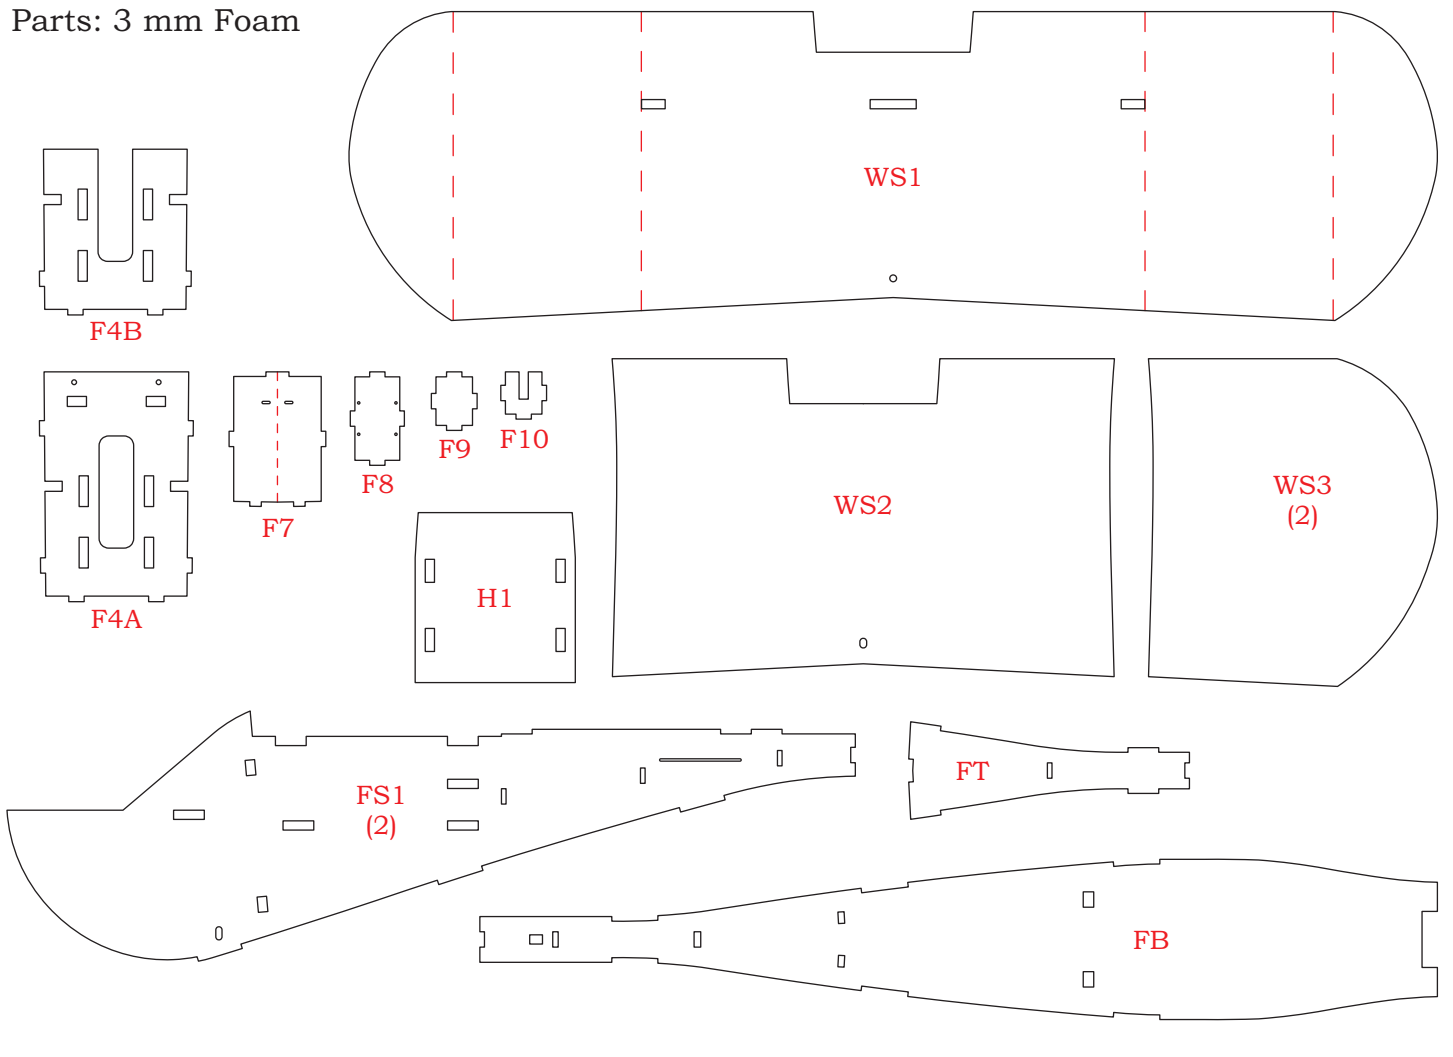 Parts: 3 mm Foam
WS1
F4B
F10
F9
F8
WS3
(2)
WS2
F7
H1
F4A
FT
FS1
(2)
FB